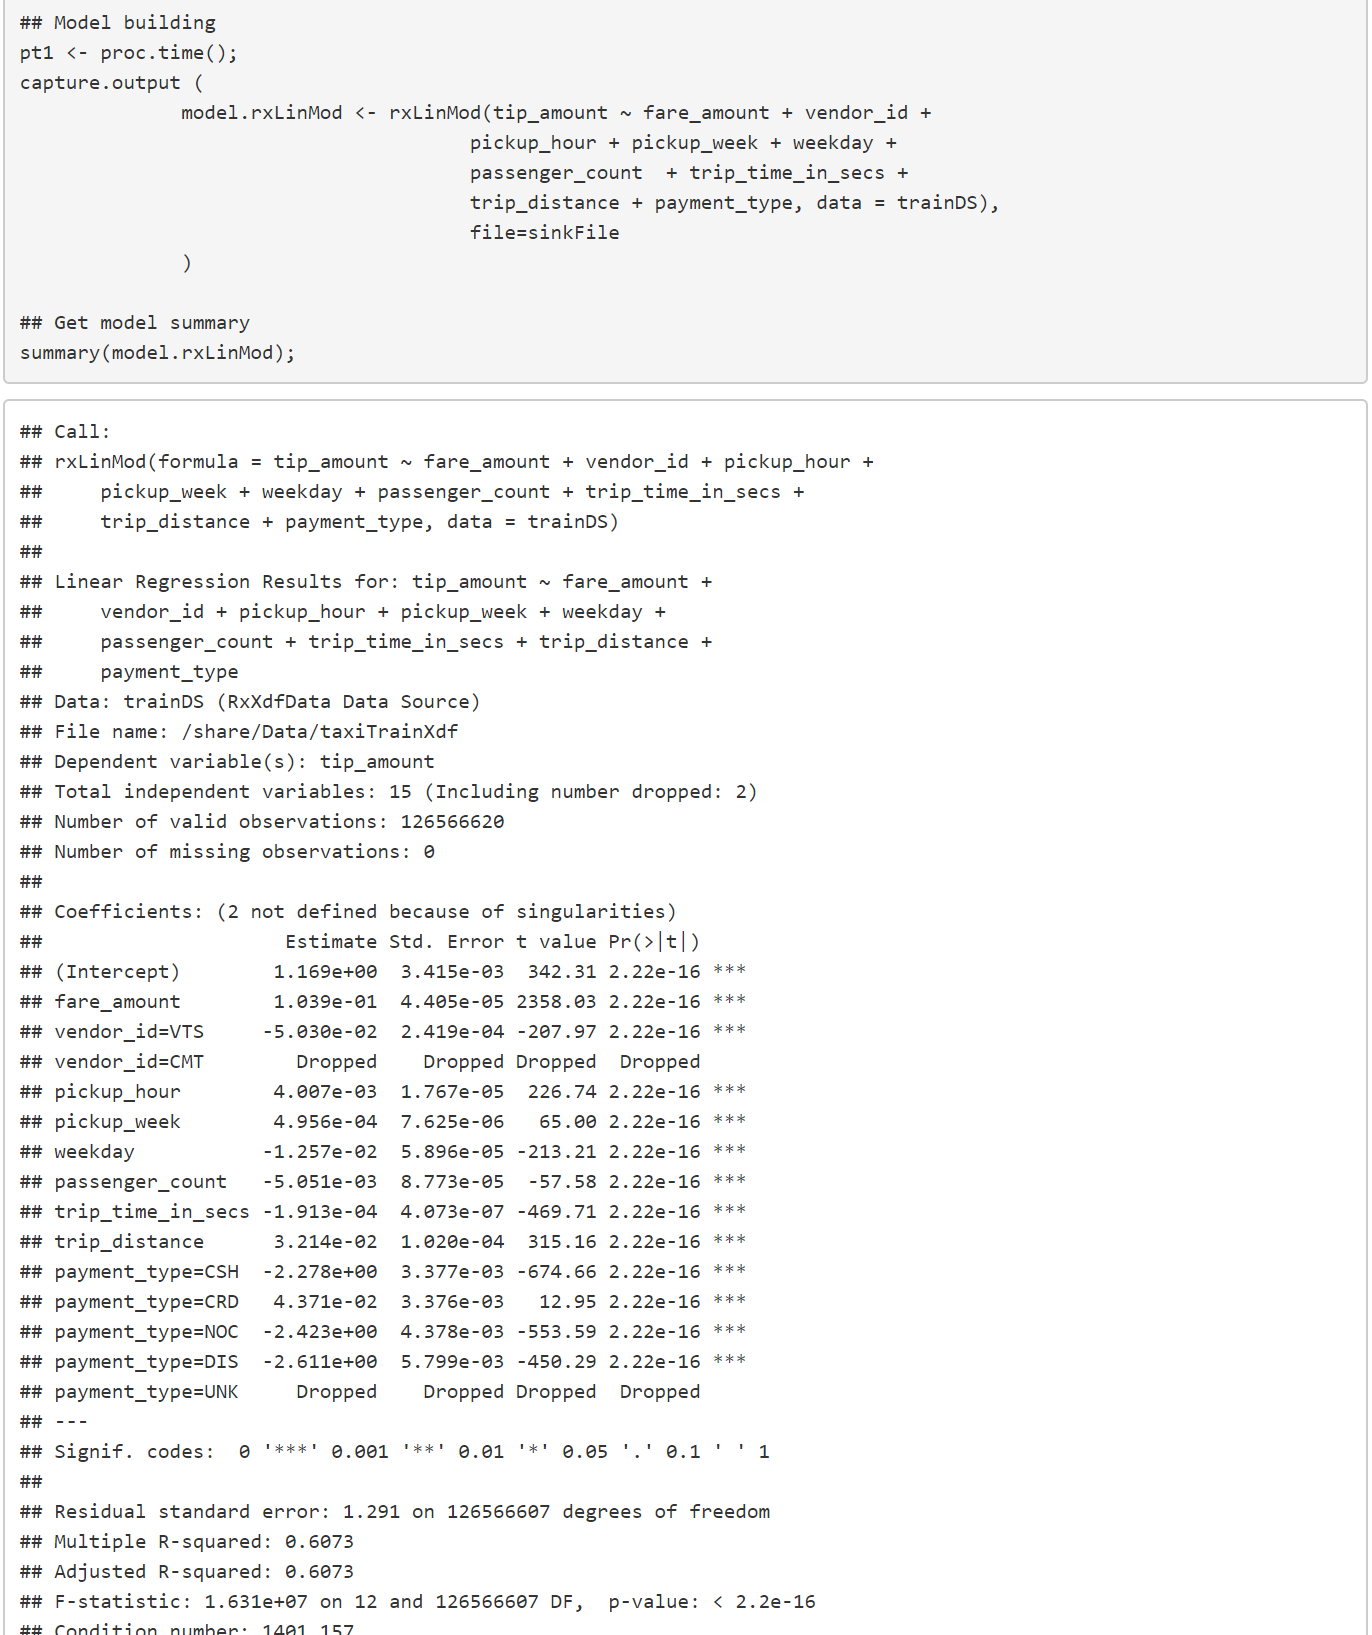 ## Model building
pt1 <- proc.time();
capture.output (
              model.rxLinMod <- rxLinMod(tip_amount ~ fare_amount + vendor_id +
                                       pickup_hour + pickup_week + weekday +
                                       passenger_count  + trip_time_in_secs +
                                       trip_distance + payment_type, data = trainDS),
                                       file=sinkFile
              )
## Get model summary
summary(model.rxLinMod);
## Call:
## rxLinMod(formula = tip_amount ~ fare_amount + vendor_id + pickup_hour +
##     pickup_week + weekday + passenger_count + trip_time_in_secs +
##     trip_distance + payment_type, data = trainDS)
##
## Linear Regression Results for: tip_amount ~ fare_amount +
##     vendor_id + pickup_hour + pickup_week + weekday +
##     passenger_count + trip_time_in_secs + trip_distance +
##     payment_type
## Data: trainDS (RxXdfData Data Source)
## File name: /share/Data/taxiTrainXdf
## Dependent variable(s): tip_amount
## Total independent variables: 15 (Including number dropped: 2)
## Number of valid observations: 126566620
## Number of missing observations: 0
##
## Coefficients: (2 not defined because of singularities)
##                     Estimate Std. Error t value Pr(>|t|)
## (Intercept)        1.169e+00  3.415e-03  342.31 2.22e-16 ***
## fare_amount        1.039e-01  4.405e-05 2358.03 2.22e-16 ***
## vendor_id=VTS     -5.030e-02  2.419e-04 -207.97 2.22e-16 ***
## vendor_id=CMT        Dropped    Dropped Dropped  Dropped
## pickup_hour        4.007e-03  1.767e-05  226.74 2.22e-16 ***
## pickup_week        4.956e-04  7.625e-06   65.00 2.22e-16 ***
## weekday           -1.257e-02  5.896e-05 -213.21 2.22e-16 ***
## passenger_count   -5.051e-03  8.773e-05  -57.58 2.22e-16 ***
## trip_time_in_secs -1.913e-04  4.073e-07 -469.71 2.22e-16 ***
## trip_distance      3.214e-02  1.020e-04  315.16 2.22e-16 ***
## payment_type=CSH  -2.278e+00  3.377e-03 -674.66 2.22e-16 ***
## payment_type=CRD   4.371e-02  3.376e-03   12.95 2.22e-16 ***
## payment_type=NOC  -2.423e+00  4.378e-03 -553.59 2.22e-16 ***
## payment_type=DIS  -2.611e+00  5.799e-03 -450.29 2.22e-16 ***
## payment_type=UNK     Dropped    Dropped Dropped  Dropped
## ---
## Signif. codes:  0 '***' 0.001 '**' 0.01 '*' 0.05 '.' 0.1 ' ' 1
##
## Residual standard error: 1.291 on 126566607 degrees of freedom
## Multiple R-squared: 0.6073
## Adjusted R-squared: 0.6073
## F-statistic: 1.631e+07 on 12 and 126566607 DF,  p-value: < 2.2e-16
## Condition number: 1401.157